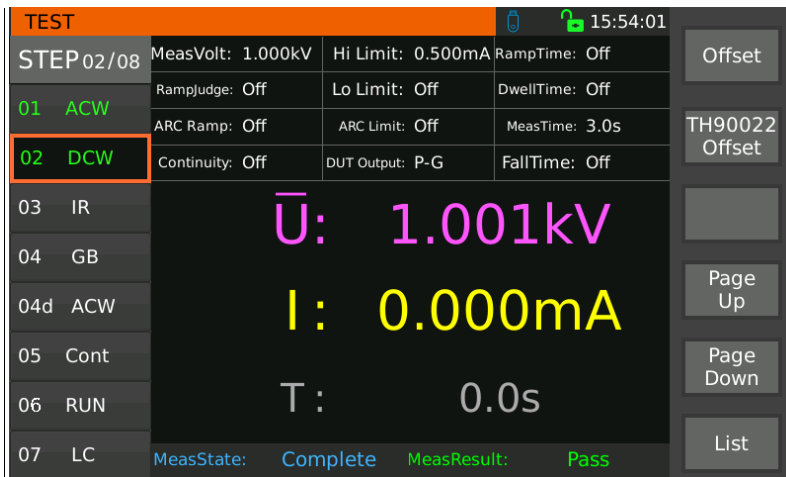 TEST
15:54:01
STEP 02/08
MeasVolt: 1.000kV Hi Limit: 0.500mA RampTime: Off
RampJudge: Off Lo Limit: Off DwellTime: Off
ARC Ramp: Off ARC Limit: Off MeasTime: 3.0s
Continuity: Off DUT Output: P-G FallTime: Off
01 ACW
02 DCW
03 IR
04 GB
04d ACW
05 Cont
06 RUN
07 LC
U: 1.001kV
I: 0.000mA
T: 0.0s
MeasState: Complete MeasResult: Pass
Offset
TH90022
Offset
Page
Up
Page
Down
List